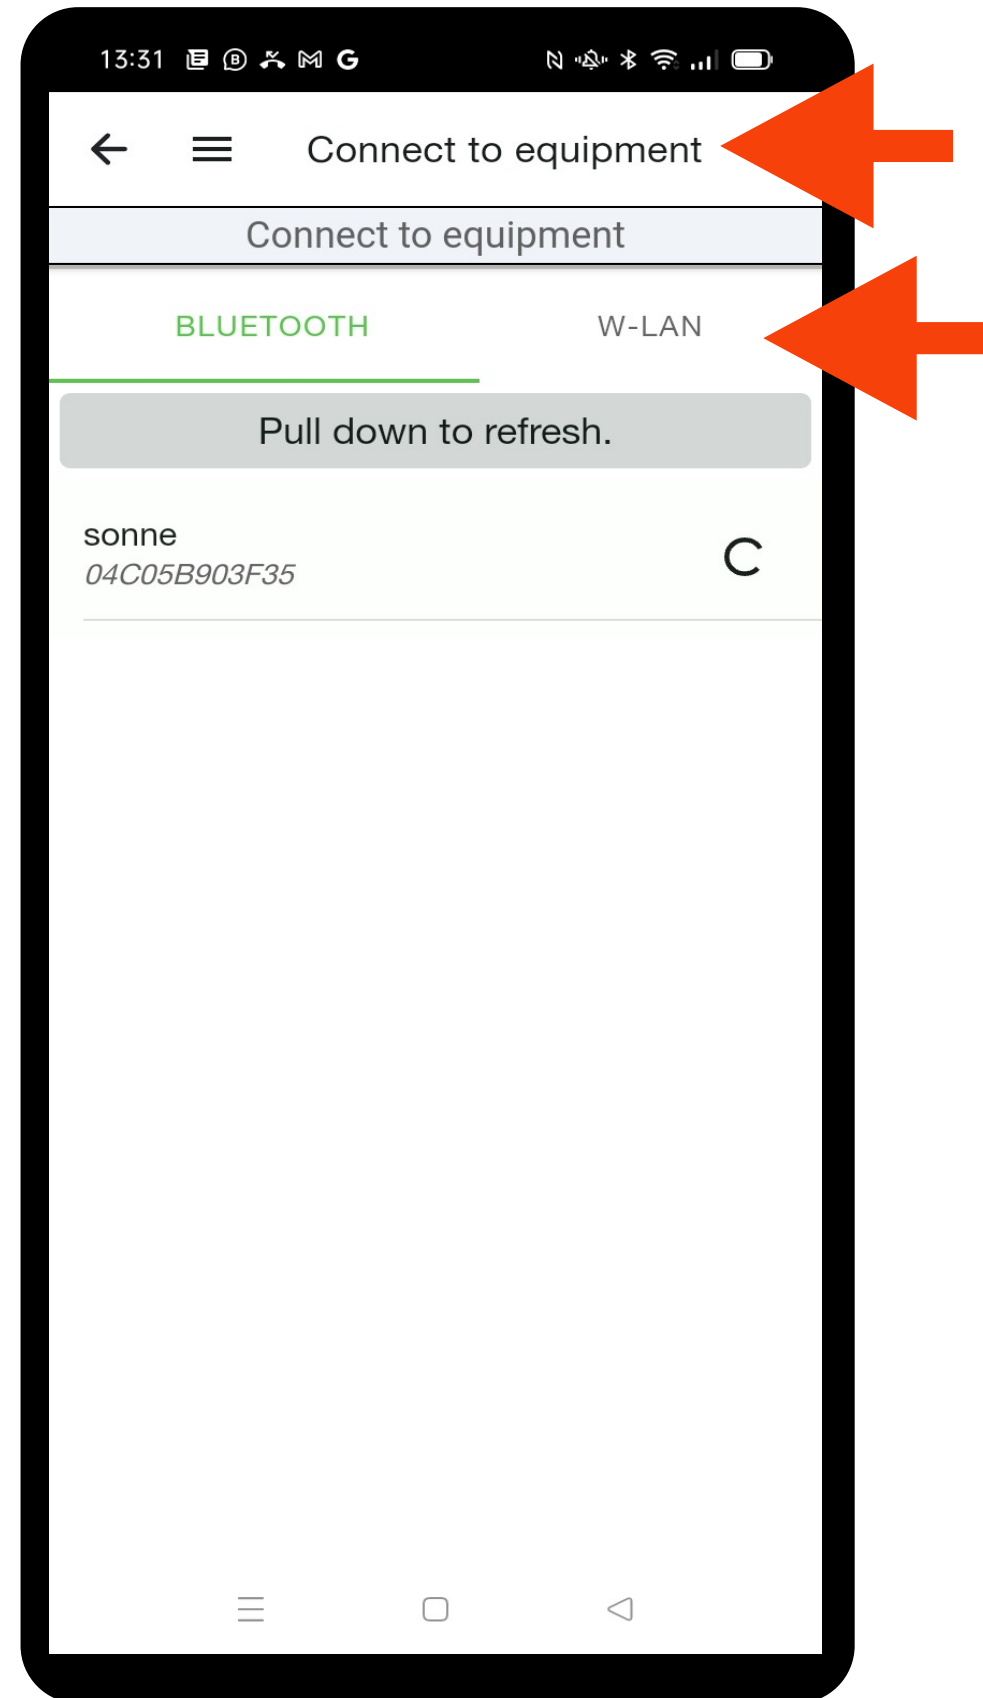 13:31
Connect to equipment
Connect to equipment
BLUETOOTH W-LAN
Pull down to refresh.
sonne
04C05B903F35